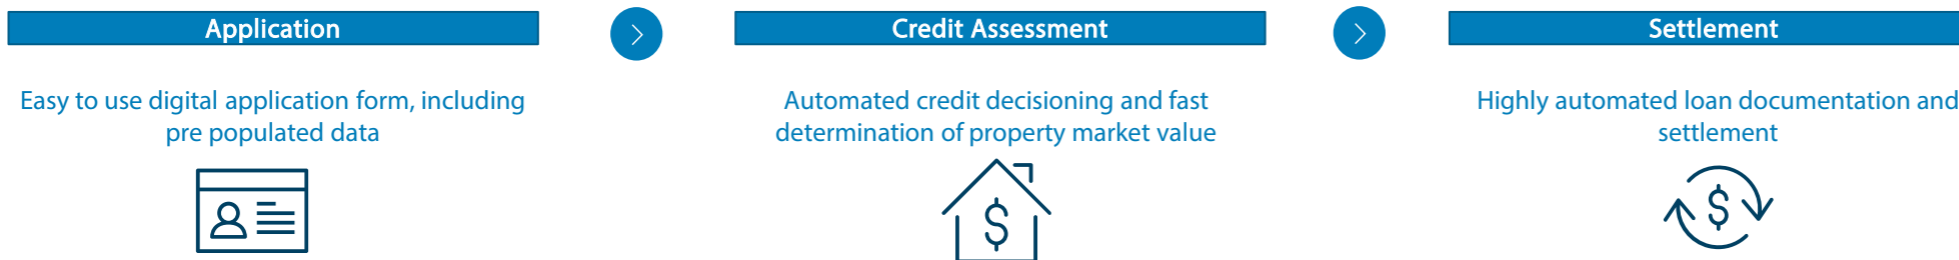 Application
Easy to use digital application form, including
pre populated data
Credit Assessment
Automated credit decisioning and fast
determination of property market value
$
Settlement
Highly automated loan documentation and
settlement
$